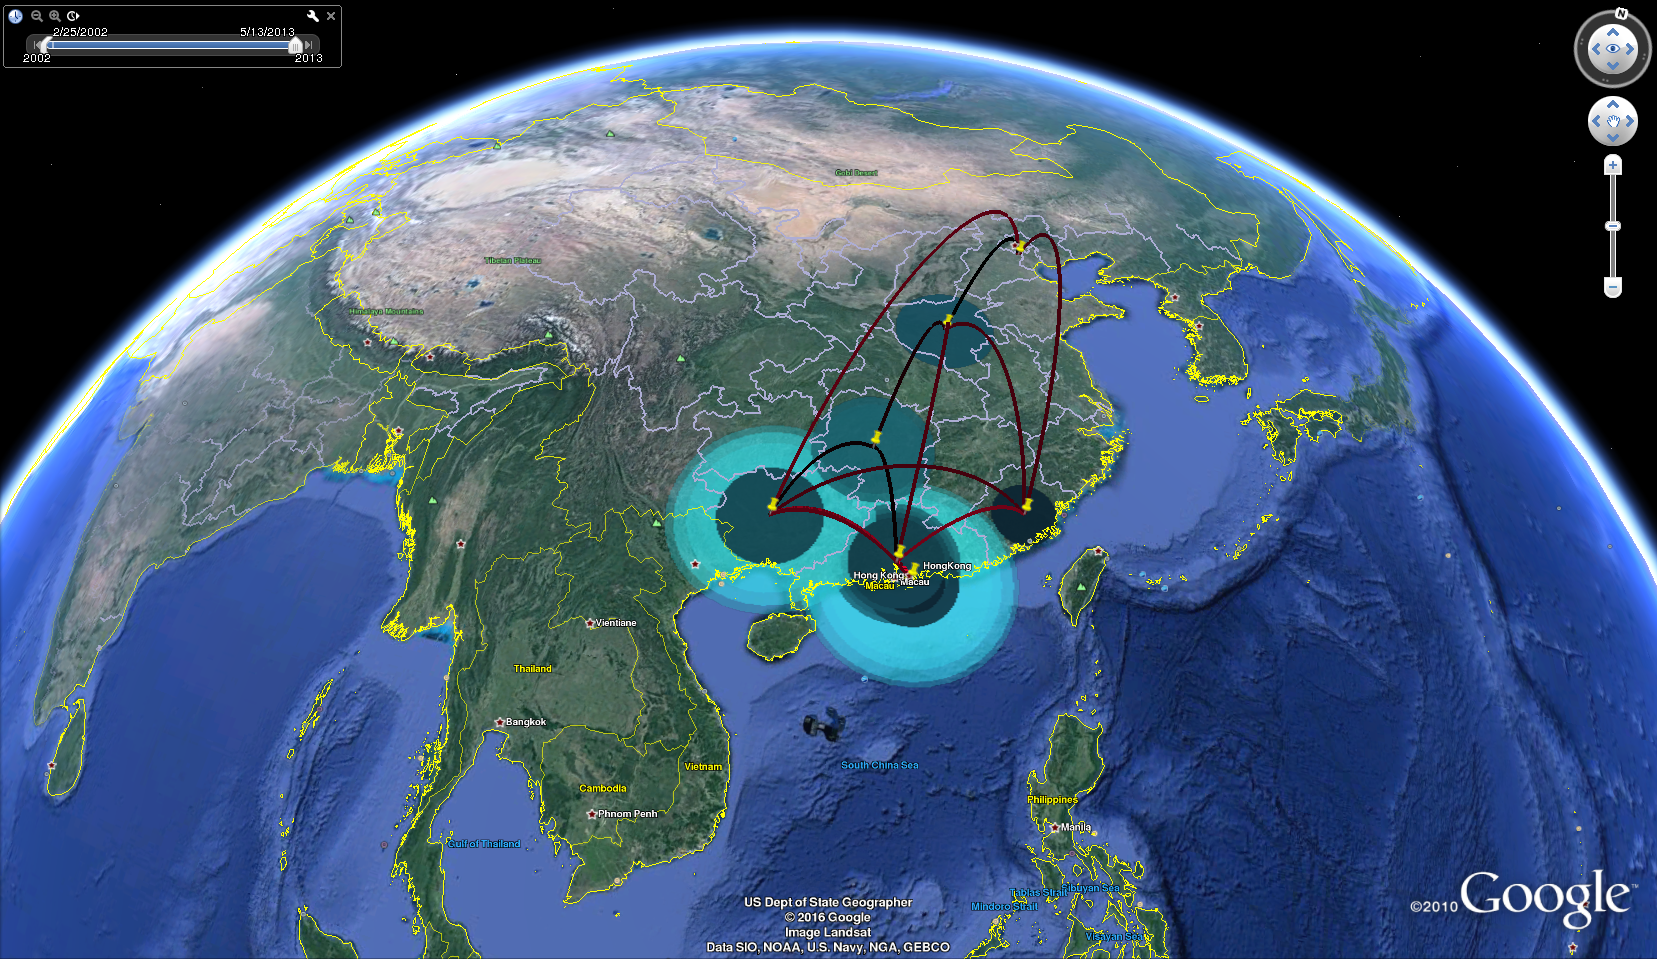 2/25/2002
5/13/2013
2002
2013
N
Gobi Desert
Tibetan Plateau
Himalaya Mountains
HongKong
Hong Kong
Macau
Macau
Vientiane
Thailand
Bangkok
Vietnam
South China Sea
Cambodia
Philippines
Phnom Penh
Manila
Gulf of Thailand
Sibuyan Sea
Tablas Strait
Mindoro Strait
Visayan Sea
US Dept of State Geographer
© 2016 Google
Image Landsat
Data SIO, NOAA, U.S. Navy, NGA, GEBCO
©2010 Google™